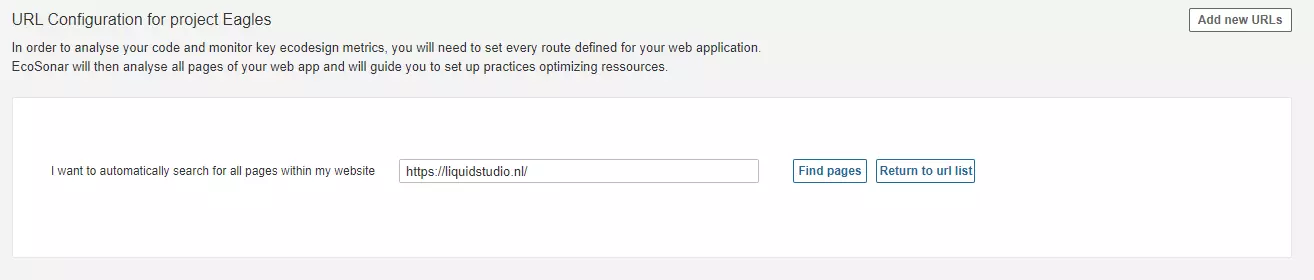 URL Configuration for project Eagles
Add new URLs
In order to analyse your code and monitor key ecodesign metrics, you will need to set every route defined for your web application.
EcoSonar will then analyse all pages of your web app and will guide you to set up practices optimizing ressources.
I want to automatically search for all pages within my website
https://liquidstudio.nl/
Find pages
Return to url list